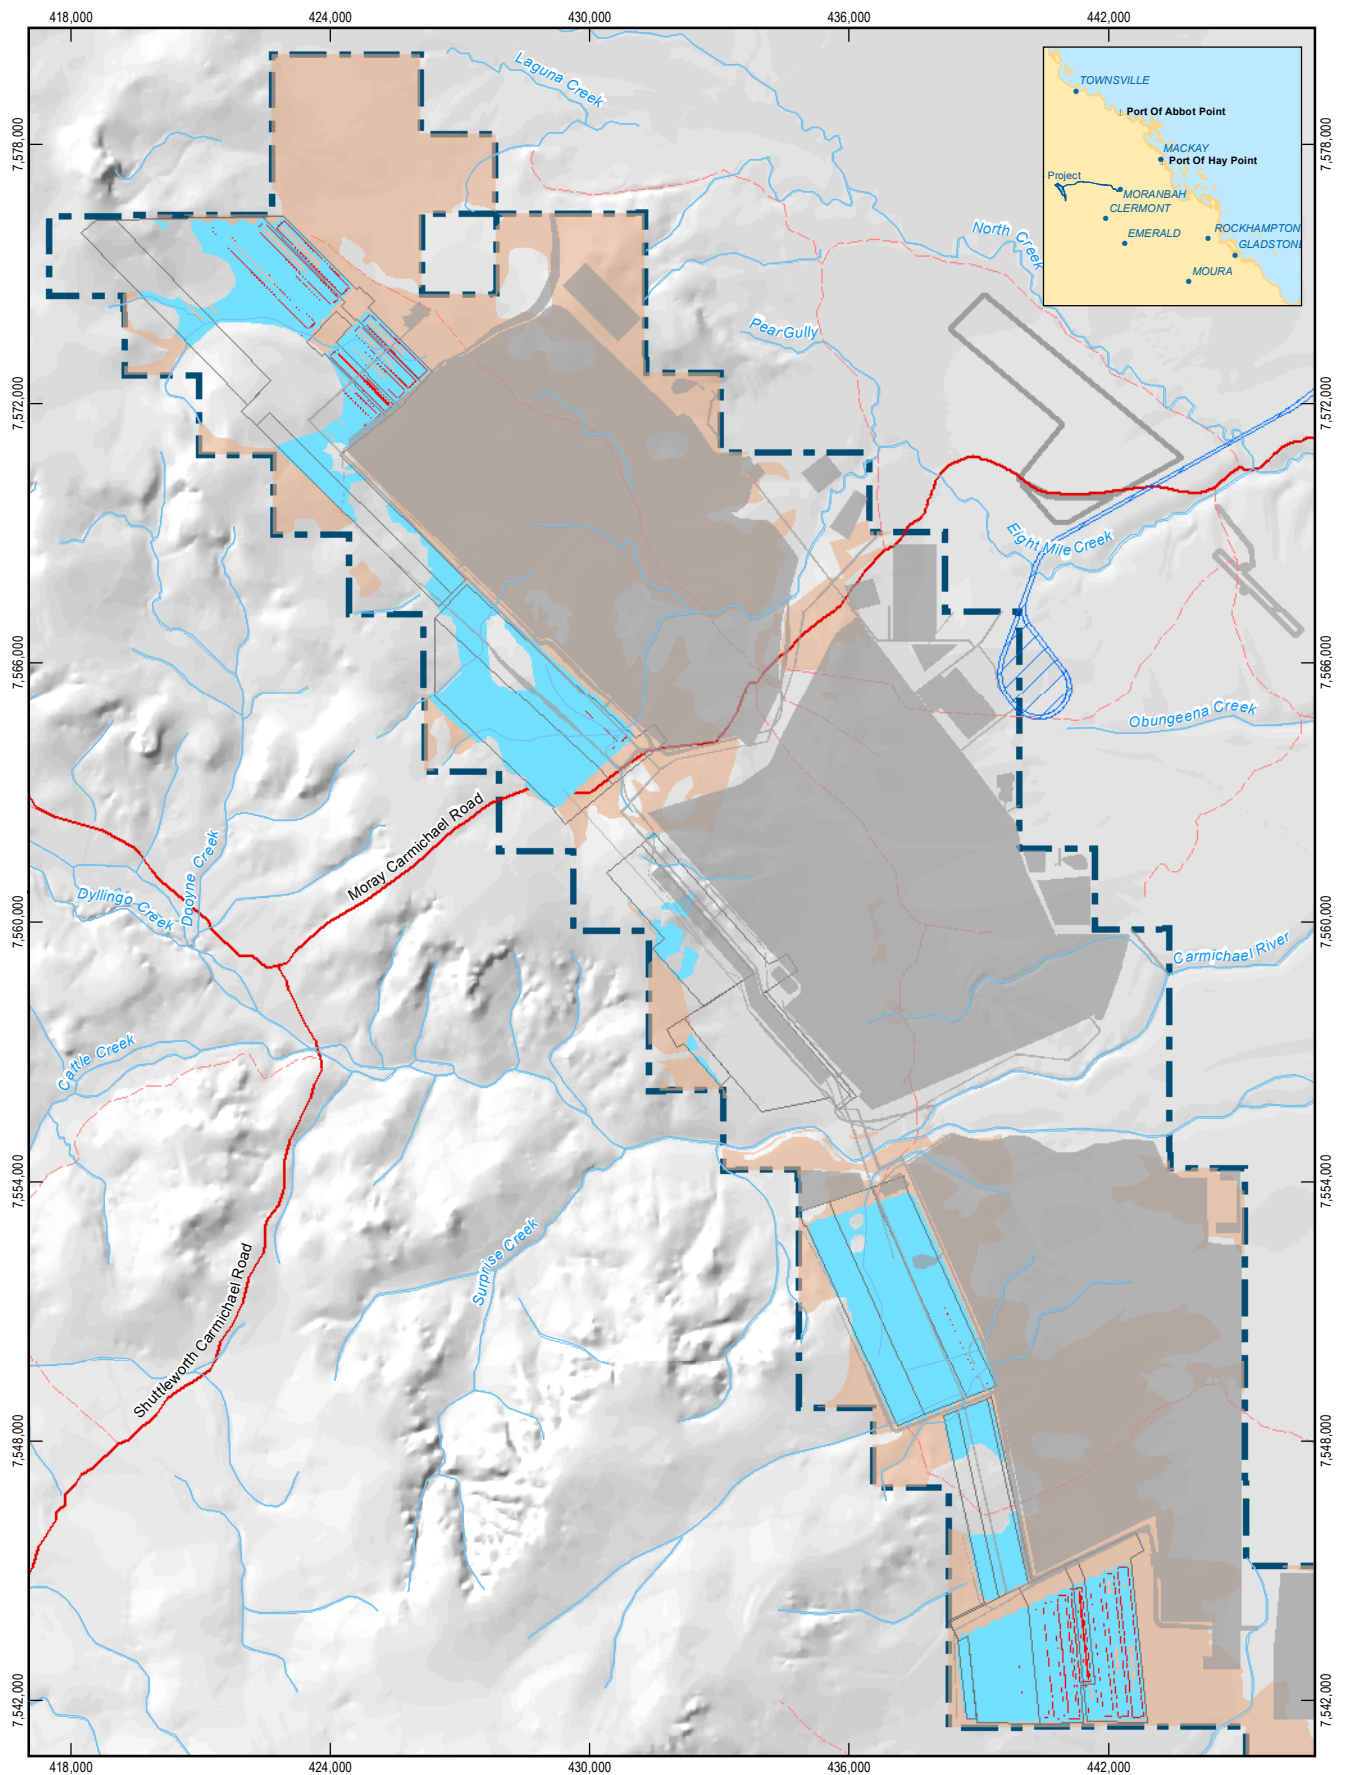 418,000
424,000
430,000
436,000
442,000
Laguna Creek
TOWNSVILLE
Port Of Abbot Point
MACKAY
Port Of Hay Point
Project
MORANBAH
CLERMONT
EMERALD
ROCKHAMPTON
GLADSTONE
MOURA
7,578,000
7,578,000
North Creek
Pear Gully
7,572,000
7,572,000
Eight Mile Creek
7,566,000
7,566,000
Obungeena Creek
Moray Carmichael Road
Dooyne Creek
Dyllingo Creek
7,560,000
7,560,000
Carmichael River
Cattle Creek
7,554,000
7,554,000
Surprise Creek
Shuttleworth Carmichael Road
7,548,000
7,548,000
7,542,000
7,542,000
418,000
424,000
430,000
436,000
442,000